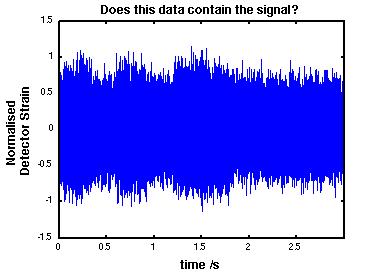 Does this data contain the signal?
1.5
1
0.5
0
-0.5
-1
-1.5
Normalised
Detector Strain
0 0.5 1 1.5 2 2.5
time /s